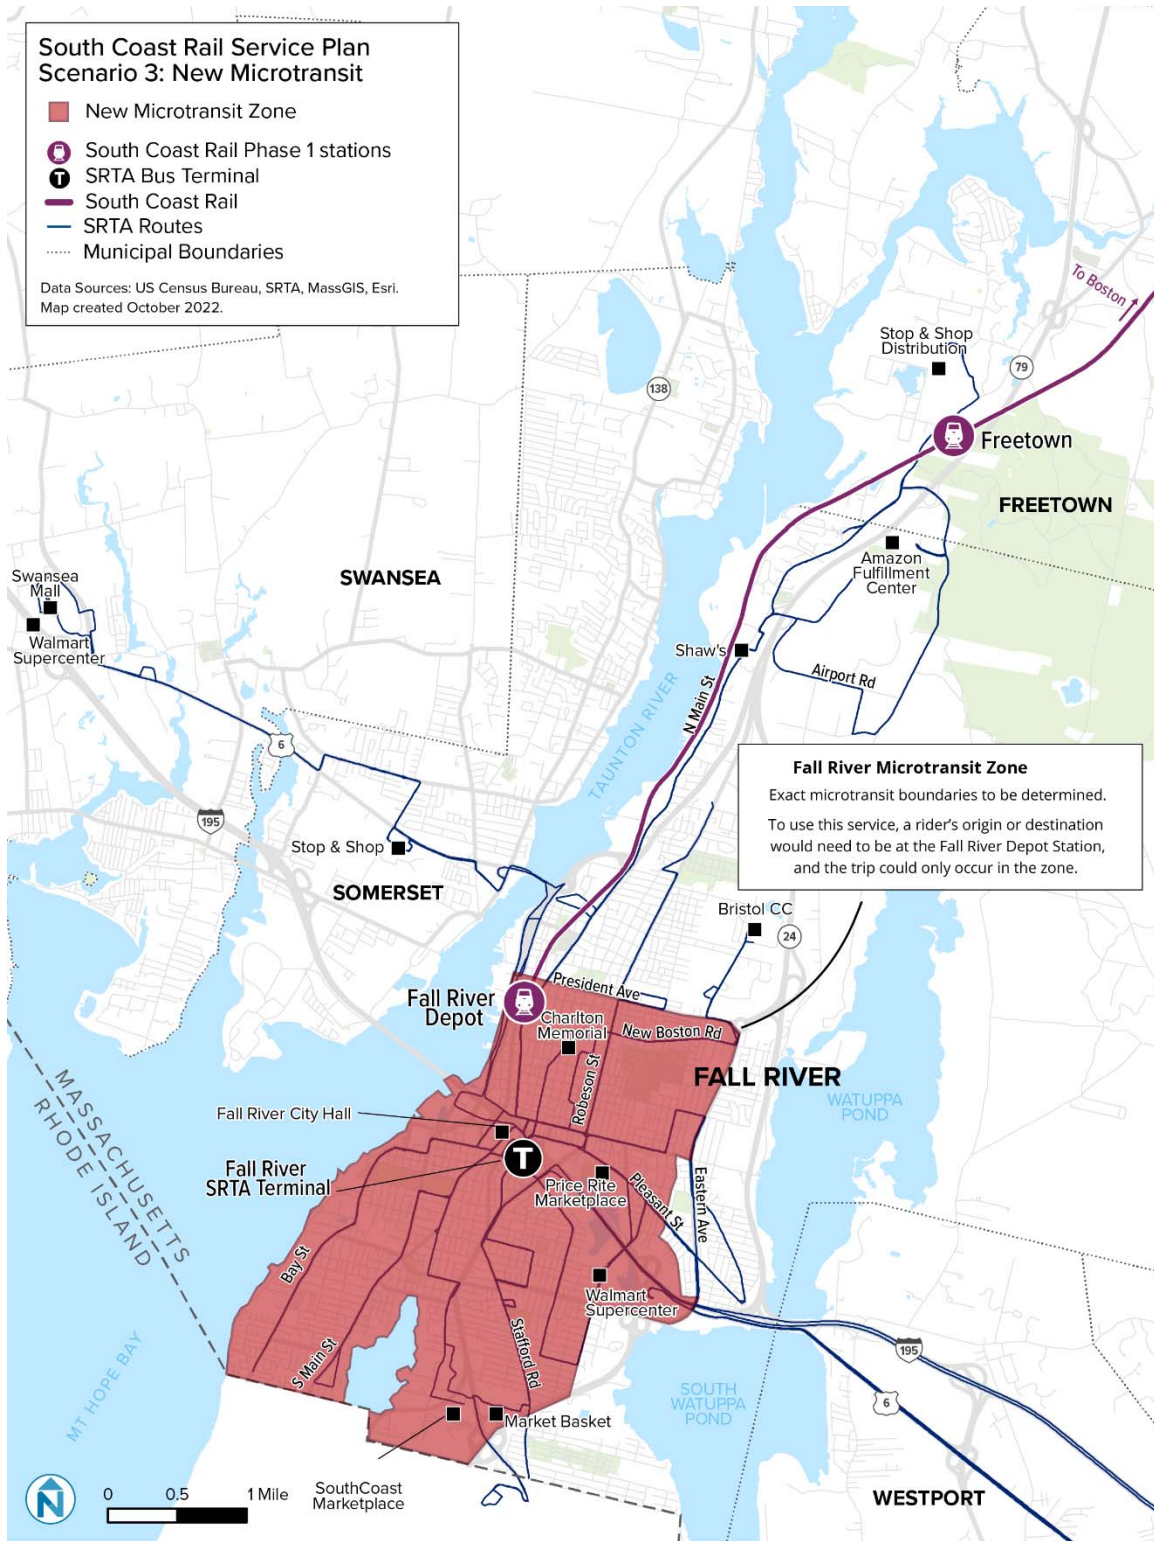 South Coast Rail Service Plan
Scenario 3: New Microtransit
New Microtransit Zone
South Coast Rail Phase 1 stations
T SRTA Bus Terminal
South Coast Rail
SRTA Routes
Municipal Boundaries
Data Sources: US Census Bureau, SRTA, MassGIS, Esri.
Map created October 2022.
To Boston
Stop & Shop
Distribution
79
138
Freetown
FREETOWN
Amazon
Fulfillment
Center
SWANSEA
Swansea
Mall
Walmart
Supercenter
Shaw's
Airport Rd
N Main St
TAUNTON RIVER
6
195
Stop & Shop
SOMERSET
Fall River Microtransit Zone
Exact microtransit boundaries to be determined.
To use this service, a rider's origin or destination
would need to be at the Fall River Depot Station,
and the trip could only occur in the zone.
Bristol CC
24
President Ave
Fall River
Depot
Charlton
Memorial
New Boston Rd
Robeson St
FALL RIVER
WATUPPA
POND
MASSACHUSETTS
RHODE ISLAND
Fall River City Hall
T
Fall River
SRTA Terminal
Price Rite
Marketplace
Pleasant St
Eastern Ave
Bay St
Walmart
Supercenter
S Main St
Stafford Rd
195
6
MT HOPE BAY
SOUTH
WATUPPA
POND
Market Basket
SouthCoast
Marketplace
WESTPORT
N
0 0.5 1 Mile